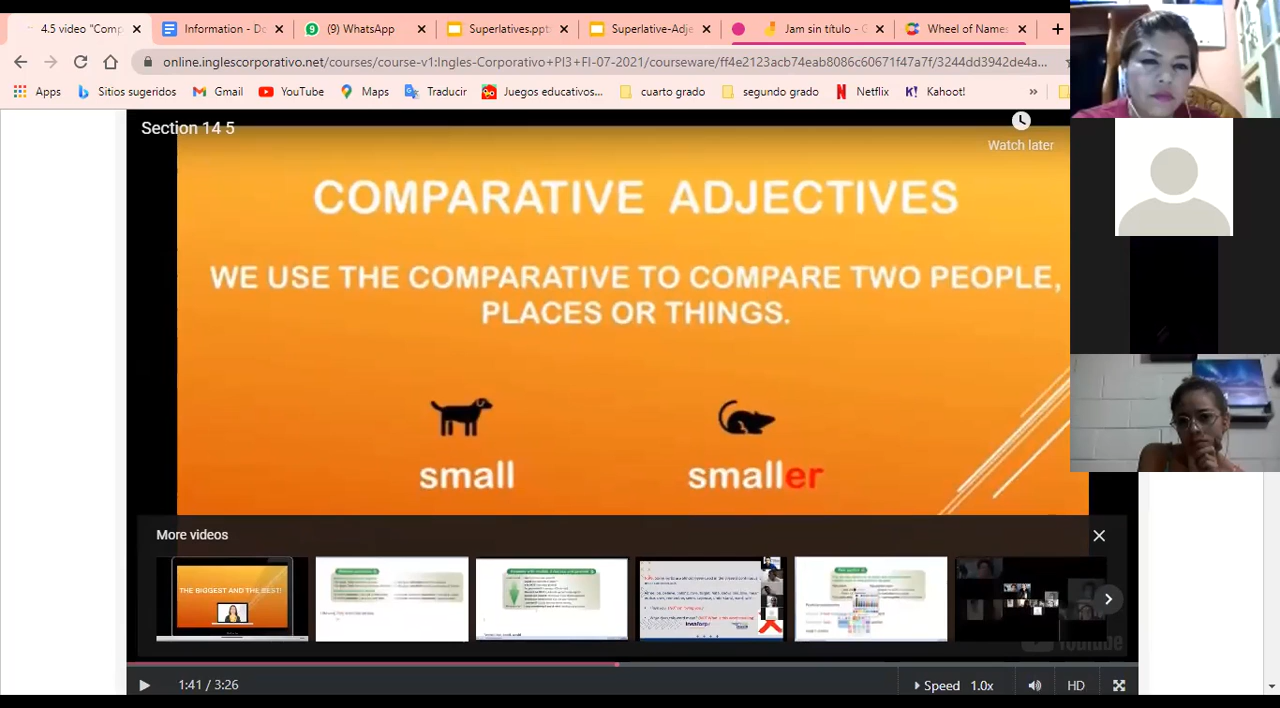 4.5 video "Comp
Information - Do
(9) WhatsApp
Superlatives.ppt
Superlative-Adje
Jam sin título - G
Wheel of Names
online.inglescorporativo.net/courses/course-v1:Ingles-Corporativo+PI3+FI-07-2021/courseware/ff4e2123acb74eab8086c60671f47a7f/3244dd3942de4a...
Apps
Sitios sugeridos
Gmail
YouTube
Maps
Traducir
Juegos educativos...
cuarto grado
segundo grado
Netflix
Kahoot!
»
Section 14 5
Watch later
COMPARATIVE ADJECTIVES
WE USE THE COMPARATIVE TO COMPARE TWO PEOPLE,
PLACES OR THINGS.
small
smaller
More videos
THE BIGGEST AND THE BEST!
YouTube
1:41 / 3:26
Speed 1.0x
HD